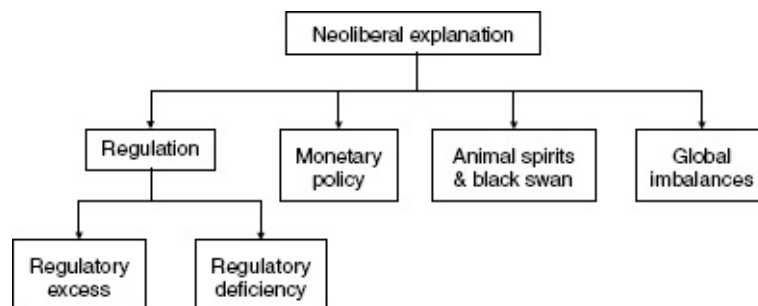 Neoliberal explanation
Regulation
Monetary
policy
Animal spirits
& black swan
Global
imbalances
Regulatory
excess
Regulatory
deficiency